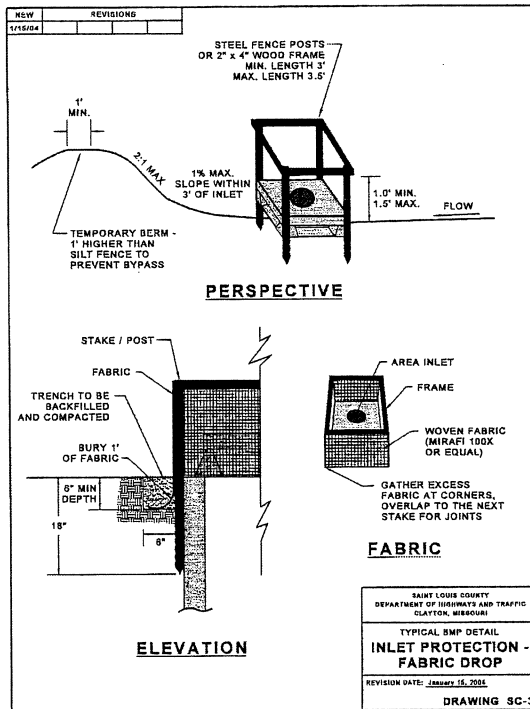 NEW REVISIONS
1/15/04
STEEL FENCE POSTS
OR 2" x 4" WOOD FRAME
MIN. LENGTH 3'
MAX. LENGTH 3.5'
1'
MIN.
2:1 MAX
1% MAX.
SLOPE WITHIN
3' OF INLET
1.0' MIN.
1.5' MAX.
FLOW
TEMPORARY BERM -
1' HIGHER THAN
SILT FENCE TO
PREVENT BYPASS
PERSPECTIVE
STAKE / POST
FABRIC
TRENCH TO BE
BACKFILLED
AND COMPACTED
BURY 1'
OF FABRIC
6" MIN
DEPTH
18"
6"
ELEVATION
AREA INLET
FRAME
WOVEN FABRIC
(MIRAFI 100X
OR EQUAL)
GATHER EXCESS
FABRIC AT CORNERS,
OVERLAP TO THE NEXT
STAKE FOR JOINTS
FABRIC
SAINT LOUIS COUNTY
DEPARTMENT OF HIGHWAYS AND TRAFFIC
CLAYTON, MISSOURI
TYPICAL BMP DETAIL
INLET PROTECTION -
FABRIC DROP
REVISION DATE: January 15, 2004
DRAWING SC-